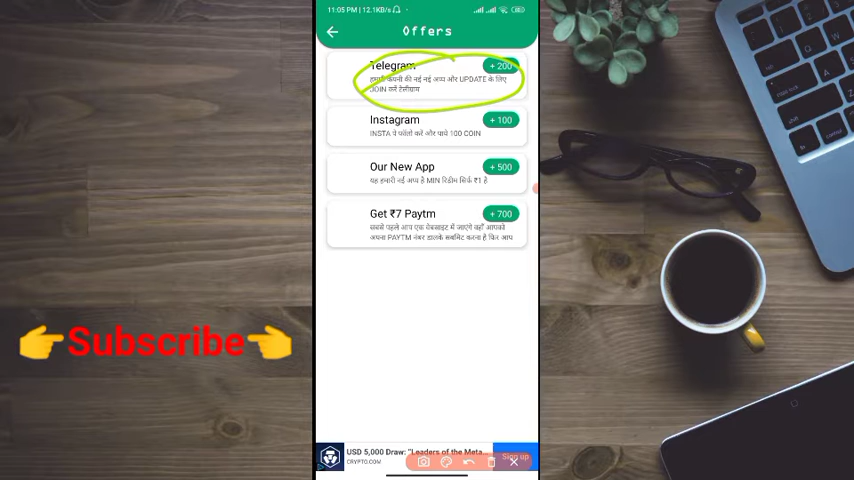 11:05 PM | 12.1KB/s
Offers
Telegram
+ 200
हमारी कंपनी की नई नई अप्प और UPDATE के लिए
JOIN करें टेलीग्राम
Instagram
+ 100
INSTA पे फॉलो करें और पाये 100 COIN
Our New App
+ 500
यह हमारी नई अप्प है MIN रिडीम सिर्फ ₹1 है
Get ₹7 Paytm
+ 700
सबसे पहले आप एक वेबसाइट में जाएंगे वहाँ आपको
अपना PAYTM नंबर डालके सबमिट करना है फिर आप
👉Subscribe👈
USD 5,000 Draw: "Leaders of the Meta...
CRYPTO.COM
Sign up